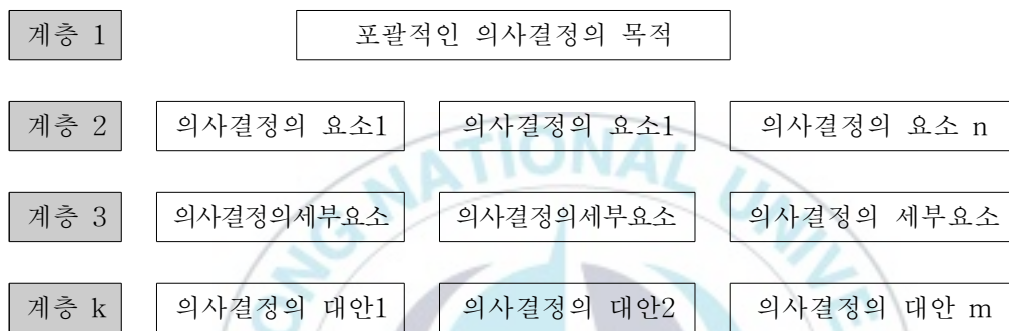 계층 1 포괄적인 의사결정의 목적
계층 2 의사결정의 요소1 의사결정의 요소1 의사결정의 요소 n
계층 3 의사결정의세부요소 의사결정의세부요소 의사결정의 세부요소
계층 k 의사결정의 대안1 의사결정의 대안2 의사결정의 대안 m
ONG NATIONAL UNIVE